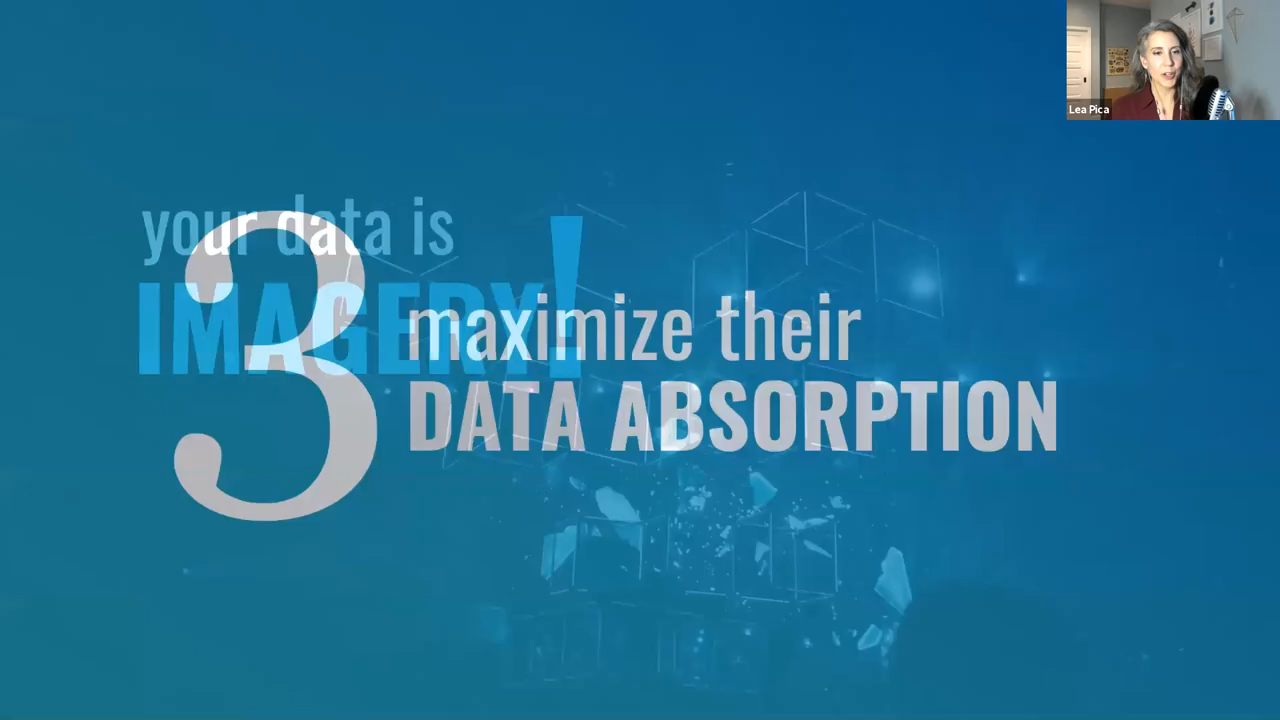 Lea Pica
your data is
IMAGERY!
3
maximize their
DATA ABSORPTION